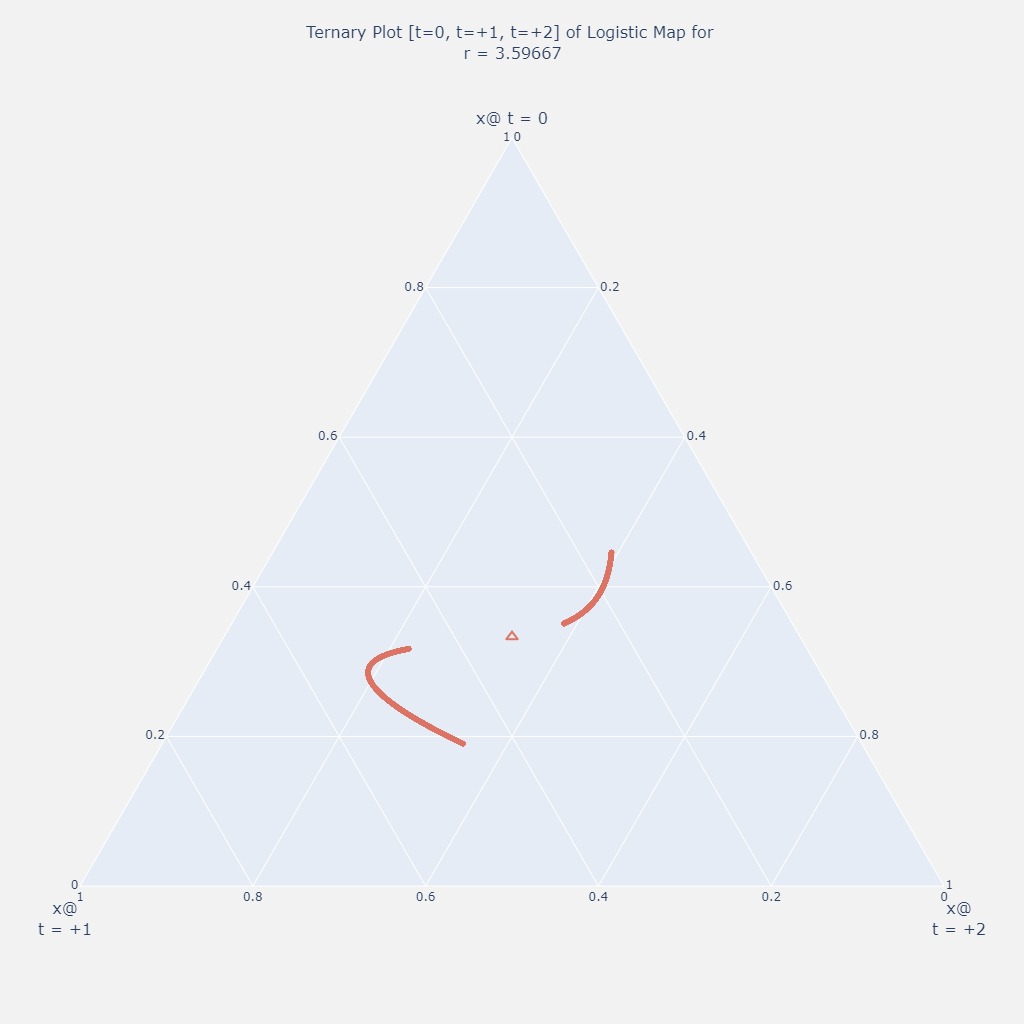 Ternary Plot [t=0, t=+1, t=+2] of Logistic Map for
r = 3.59667
x@ t = 0
1 0
0.8 0.2
0.6 0.4
0.4 0.6
0.2 0.8
0 1
1 0.8 0.6 0.4 0.2 0
x@ x@
t = +1 t = +2